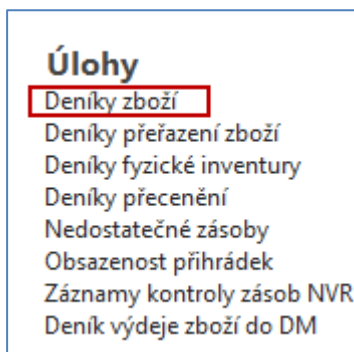 Úlohy
Deníky zboží
Deníky přeřazení zboží
Deníky fyzické inventury
Deníky přecenění
Nedostatečné zásoby
Obsazenost přihrádek
Záznamy kontroly zásob NVR
Deník výdeje zboží do DM